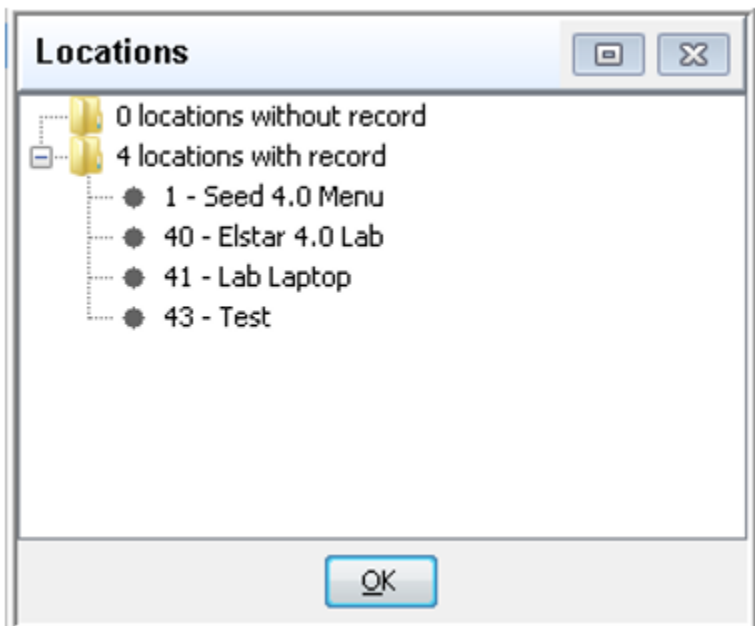 Locations
0 locations without record
4 locations with record
1 - Seed 4.0 Menu
40 - Elstar 4.0 Lab
41 - Lab Laptop
43 - Test
OK